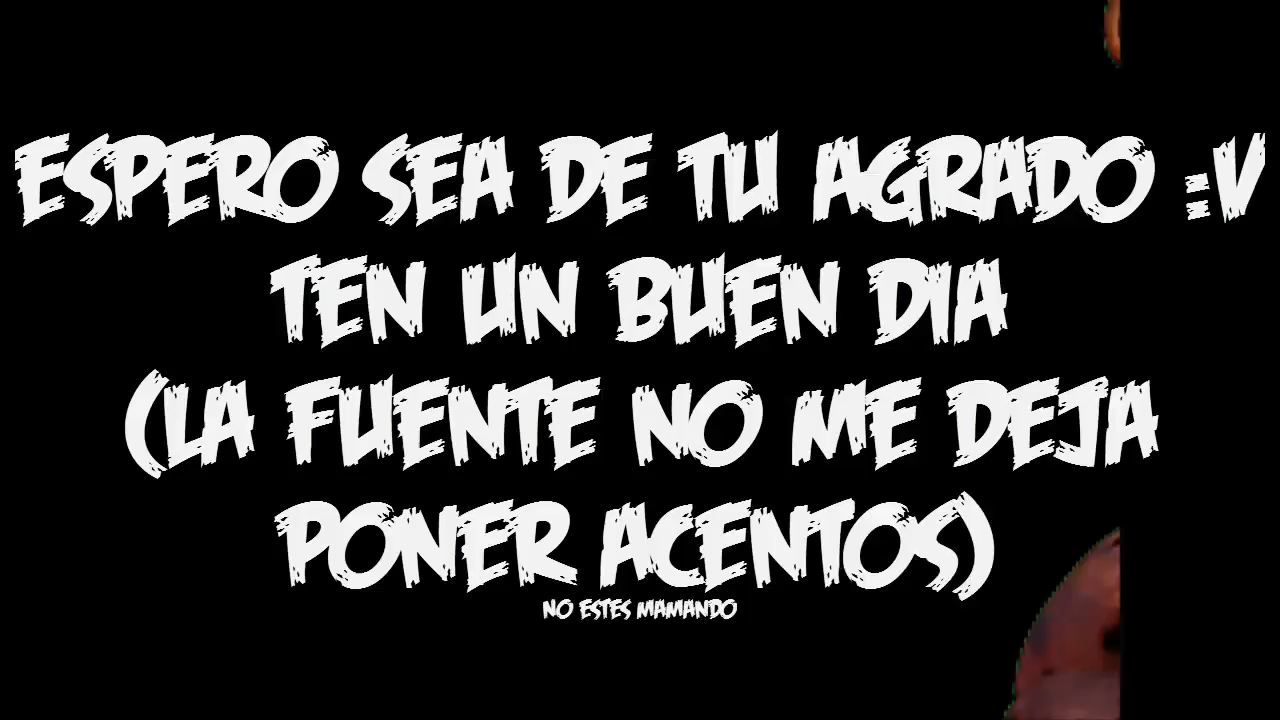 ESPERO SEA DE TU AGRADO :V
TEN UN BUEN DIA
(LA FUENTE NO ME DEJA
PONER ACENTOS)
NO ESTES MAMANDO